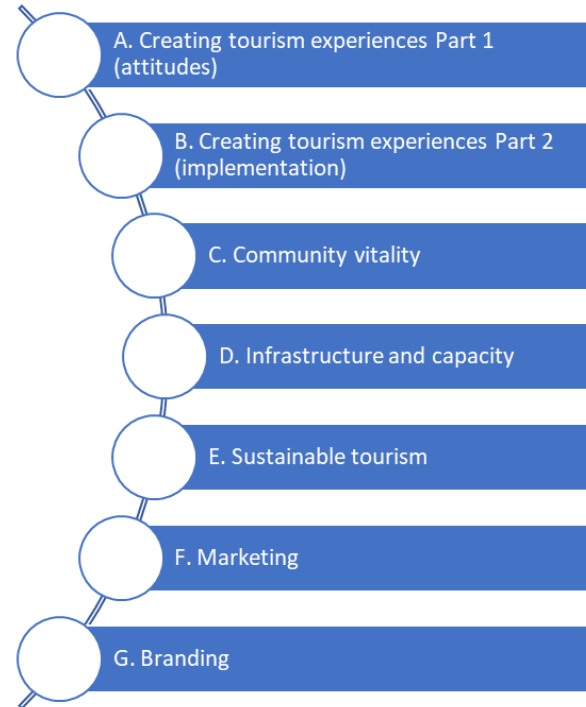 A. Creating tourism experiences Part 1
(attitudes)
B. Creating tourism experiences Part 2
(implementation)
C. Community vitality
D. Infrastructure and capacity
E. Sustainable tourism
F. Marketing
G. Branding